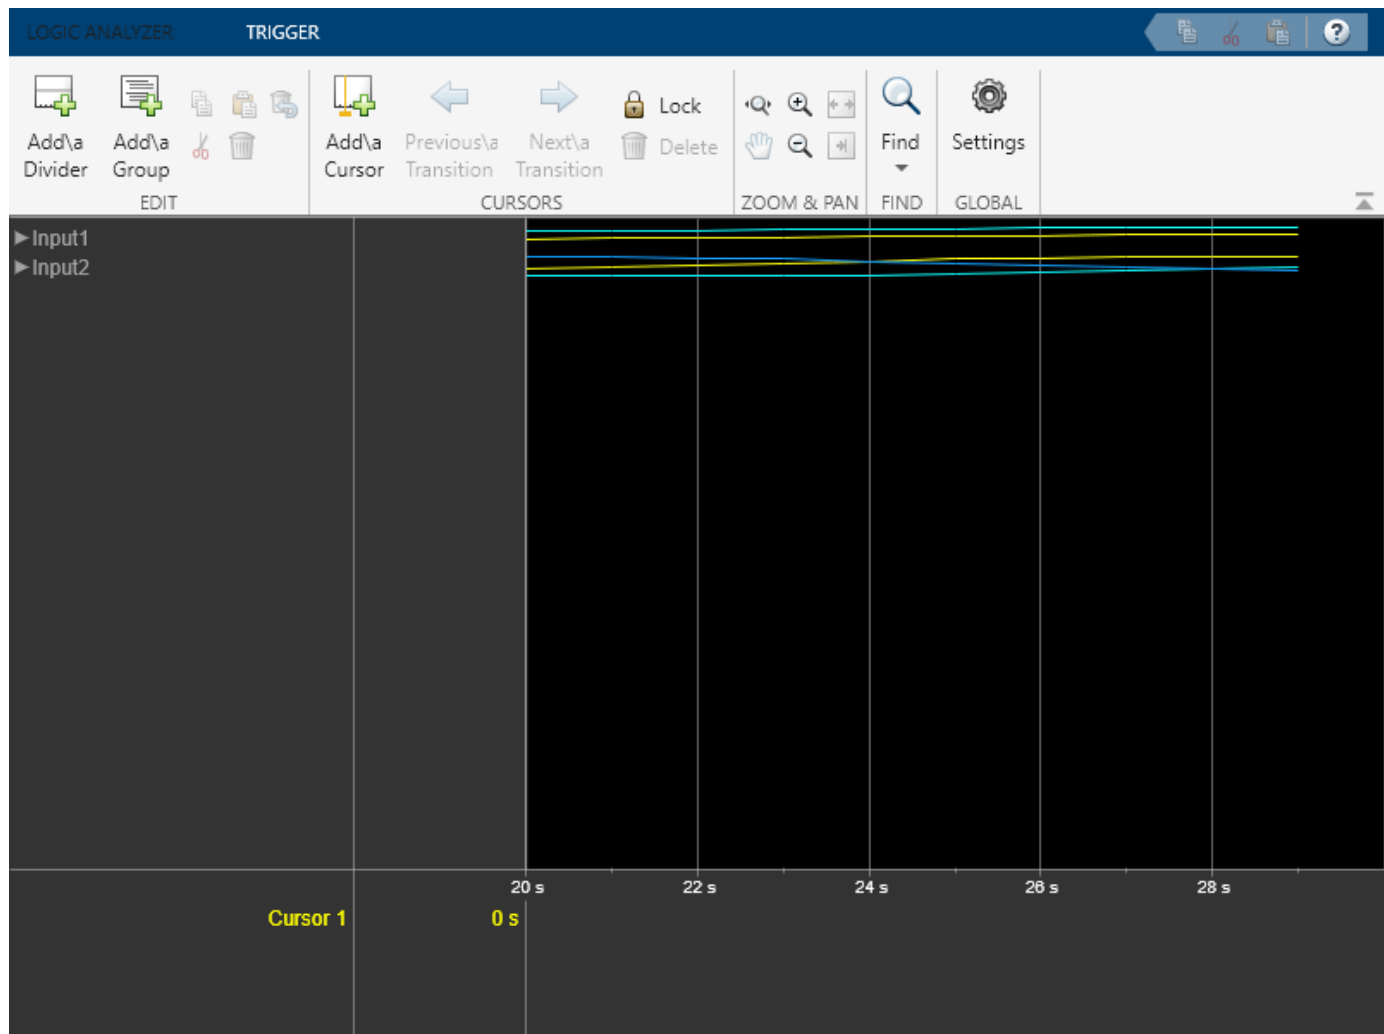 LOGIC ANALYZER TRIGGER
Add\a Divider
Add\a Group
Add\a Cursor
Previous\a Transition
Next\a Transition
Lock
Delete
Find
Settings
EDIT CURSORS ZOOM & PAN FIND GLOBAL
Input1
Input2
20 s 22 s 24 s 26 s 28 s
Cursor 1 0 s